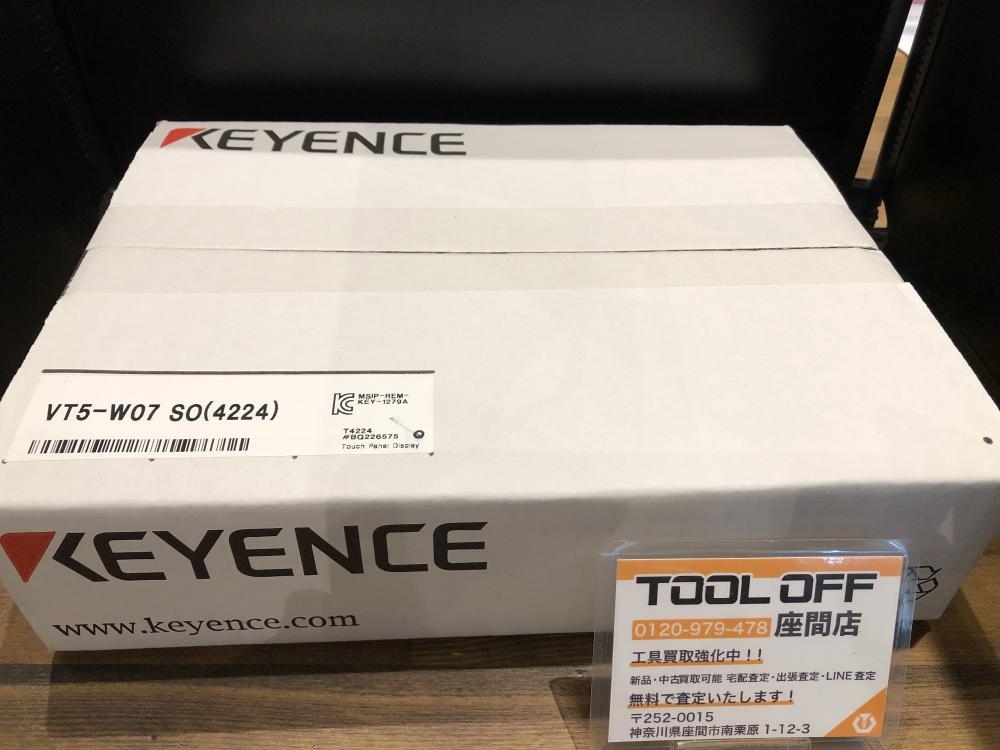 KEYENCE
VT5-W07 SO(4224)
MSIP-REM-
KEY-1279A
T4224
#BQ226575
Touch Panel Display
KEYENCE
www.keyence.com
TOOL OFF
0120-979-478 座間店
工具買取強化中！！
新品・中古買取可能 宅配査定・出張査定・LINE査定
無料で査定いたします！
〒252-0015
神奈川県座間市南栗原 1-12-3